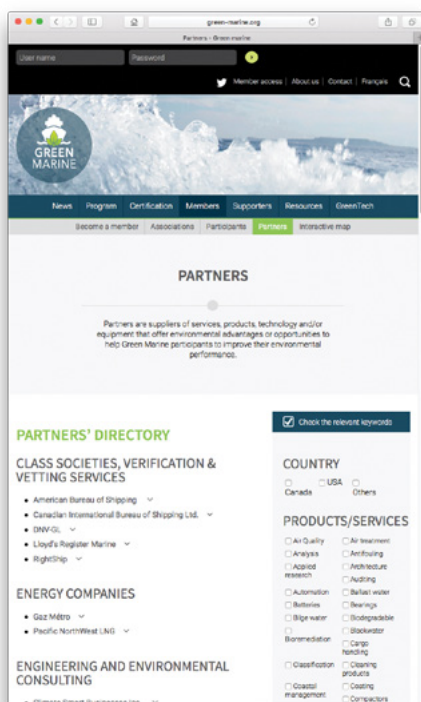 green-marine.org
Partners - Green marine
User name
Password
Member access | About us | Contact | Français
GREEN
MARINE
News Program Certification Members Supporters Resources GreenTech
Become a member Associations Participants Partners Interactive map
PARTNERS
Partners are suppliers of services, products, technology and/or
equipment that offer environmental advantages or opportunities to
help Green Marine participants to improve their environmental
performance.
PARTNERS' DIRECTORY
CLASS SOCIETIES, VERIFICATION &
VETTING SERVICES
• American Bureau of Shipping
• Canadian International Bureau of Shipping Ltd.
• DNV-GL
• Lloyd's Register Marine
• RightShip
ENERGY COMPANIES
• Gaz Métro
• Pacific NorthWest LNG
ENGINEERING AND ENVIRONMENTAL
CONSULTING
Check the relevant keywords
COUNTRY
Canada USA Others
PRODUCTS/SERVICES
Air Quality
Analysis
Applied
research
Automation
Batteries
Bilge water
Bioremediation
Classification
Coastal
management
Air treatment
Antifouling
Architecture
Auditing
Ballast water
Bearings
Biodegradable
Blackwater
Cargo
handling
Cleaning
products
Coating
Compactors